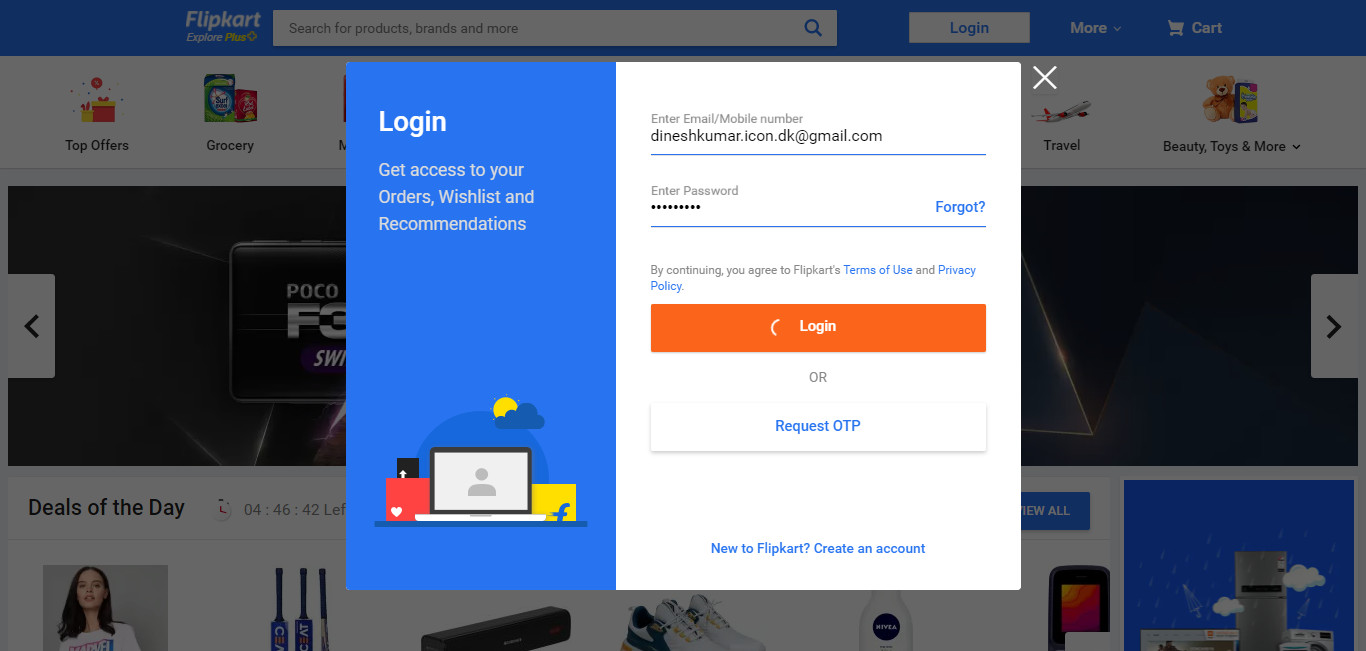 Flipkart
Explore Plus
Search for products, brands and more
Login
More
Cart
Top Offers
Grocery
M
Travel
Beauty, Toys & More
Login
Get access to your
Orders, Wishlist and
Recommendations
Enter Email/Mobile number
dineshkumar.icon.dk@gmail.com
Enter Password
•••••••••
Forgot?
By continuing, you agree to Flipkart's Terms of Use and Privacy
Policy.
Login
OR
Request OTP
New to Flipkart? Create an account
POCO
F3
SWI
Deals of the Day
04 : 46 : 42 Lef
VIEW ALL
CEAT
CEAT
NIVEA